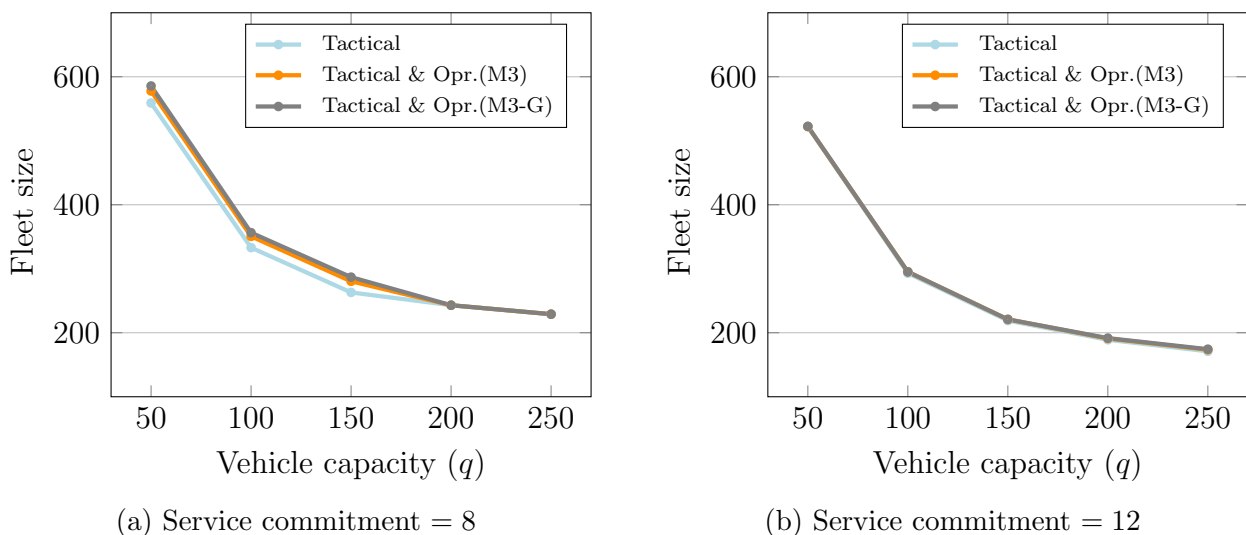 Tactical
Tactical & Opr.(M3)
Tactical & Opr.(M3-G)
600
400
200
Fleet size
50 100 150 200 250
Vehicle capacity (q)
(a) Service commitment = 8
Tactical
Tactical & Opr.(M3)
Tactical & Opr.(M3-G)
600
400
200
Fleet size
50 100 150 200 250
Vehicle capacity (q)
(b) Service commitment = 12